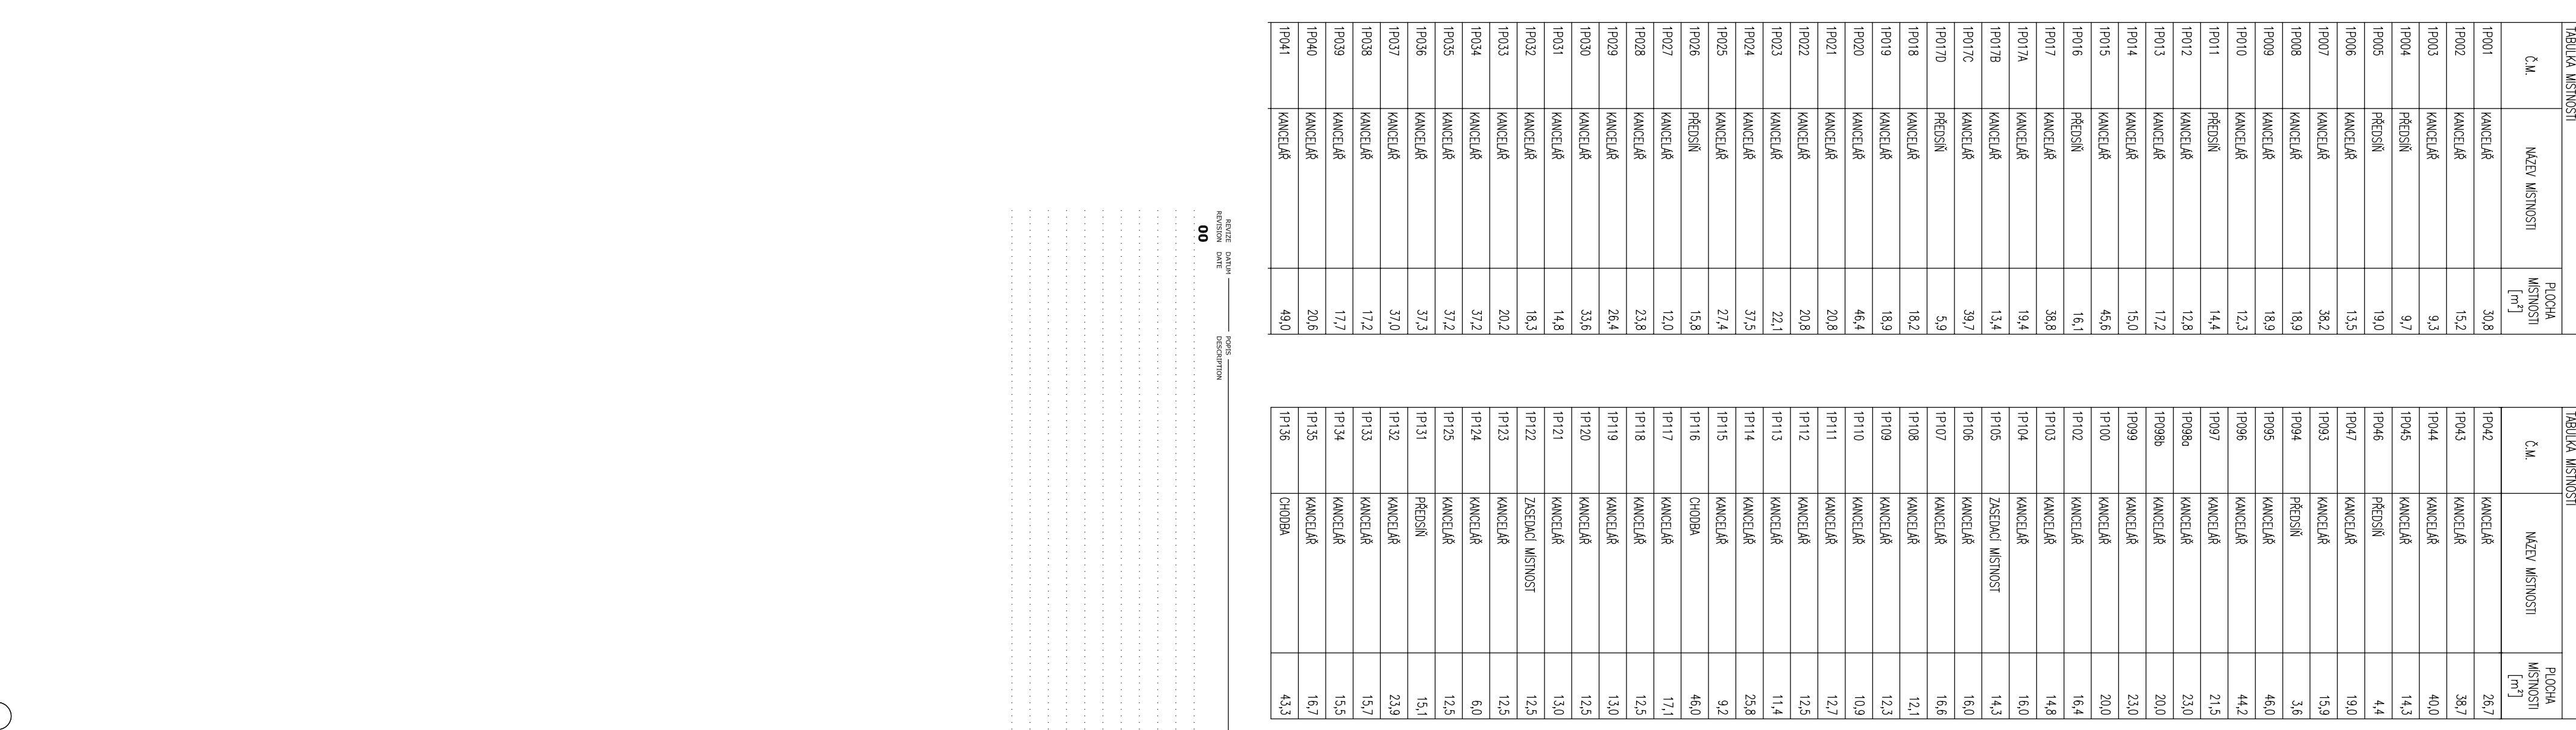 TABULKA MÍSTNOSTÍ
Č.M. NÁZEV MÍSTNOSTI PLOCHA MÍSTNOSTI [m²]
1P001 KANCELÁŘ 30,8
1P002 KANCELÁŘ 15,2
1P003 KANCELÁŘ 9,3
1P004 PŘEDSÍŇ 9,7
1P005 PŘEDSÍŇ 19,0
1P006 KANCELÁŘ 13,5
1P007 KANCELÁŘ 38,2
1P008 KANCELÁŘ 18,9
1P009 KANCELÁŘ 18,9
1P010 KANCELÁŘ 12,3
1P011 PŘEDSÍŇ 14,4
1P012 KANCELÁŘ 12,8
1P013 KANCELÁŘ 17,2
1P014 KANCELÁŘ 15,0
1P015 KANCELÁŘ 45,6
1P016 PŘEDSÍŇ 16,1
1P017 KANCELÁŘ 38,8
1P017A KANCELÁŘ 19,4
1P017B KANCELÁŘ 13,4
1P017C KANCELÁŘ 39,7
1P017D PŘEDSÍŇ 5,9
1P018 KANCELÁŘ 18,2
1P019 KANCELÁŘ 18,9
1P020 KANCELÁŘ 46,4
1P021 KANCELÁŘ 20,8
1P022 KANCELÁŘ 20,8
1P023 KANCELÁŘ 22,1
1P024 KANCELÁŘ 37,5
1P025 KANCELÁŘ 27,4
1P026 PŘEDSÍŇ 15,8
1P027 KANCELÁŘ 12,0
1P028 KANCELÁŘ 23,8
1P029 KANCELÁŘ 26,4
1P030 KANCELÁŘ 33,6
1P031 KANCELÁŘ 14,8
1P032 KANCELÁŘ 18,3
1P033 KANCELÁŘ 20,2
1P034 KANCELÁŘ 37,2
1P035 KANCELÁŘ 37,2
1P036 KANCELÁŘ 37,3
1P037 KANCELÁŘ 37,0
1P038 KANCELÁŘ 17,2
1P039 KANCELÁŘ 17,7
1P040 KANCELÁŘ 20,6
1P041 KANCELÁŘ 49,0
TABULKA MÍSTNOSTÍ
Č.M. NÁZEV MÍSTNOSTI PLOCHA MÍSTNOSTI [m²]
1P042 KANCELÁŘ 26,7
1P043 KANCELÁŘ 38,7
1P044 KANCELÁŘ 40,0
1P045 KANCELÁŘ 14,3
1P046 PŘEDSÍŇ 4,4
1P047 KANCELÁŘ 19,0
1P093 KANCELÁŘ 15,9
1P094 PŘEDSÍŇ 3,6
1P095 KANCELÁŘ 46,0
1P096 KANCELÁŘ 44,2
1P097 KANCELÁŘ 21,5
1P098a KANCELÁŘ 23,0
1P098b KANCELÁŘ 20,0
1P099 KANCELÁŘ 23,0
1P100 KANCELÁŘ 20,0
1P102 KANCELÁŘ 16,4
1P103 KANCELÁŘ 14,8
1P104 KANCELÁŘ 16,0
1P105 ZASEDACÍ MÍSTNOST 14,3
1P106 KANCELÁŘ 16,0
1P107 KANCELÁŘ 16,6
1P108 KANCELÁŘ 12,1
1P109 KANCELÁŘ 12,3
1P110 KANCELÁŘ 10,9
1P111 KANCELÁŘ 12,7
1P112 KANCELÁŘ 12,5
1P113 KANCELÁŘ 11,4
1P114 KANCELÁŘ 25,8
1P115 KANCELÁŘ 9,2
1P116 CHODBA 46,0
1P117 KANCELÁŘ 17,1
1P118 KANCELÁŘ 12,5
1P119 KANCELÁŘ 13,0
1P120 KANCELÁŘ 12,5
1P121 KANCELÁŘ 13,0
1P122 ZASEDACÍ MÍSTNOST 12,5
1P123 KANCELÁŘ 12,5
1P124 KANCELÁŘ 6,0
1P125 KANCELÁŘ 12,5
1P131 PŘEDSÍŇ 15,1
1P132 KANCELÁŘ 23,9
1P133 KANCELÁŘ 15,7
1P134 KANCELÁŘ 15,5
1P135 KANCELÁŘ 16,7
1P136 CHODBA 43,3
REVIZE DATUM POPIS
REVISION DATE DESCRIPTION
00